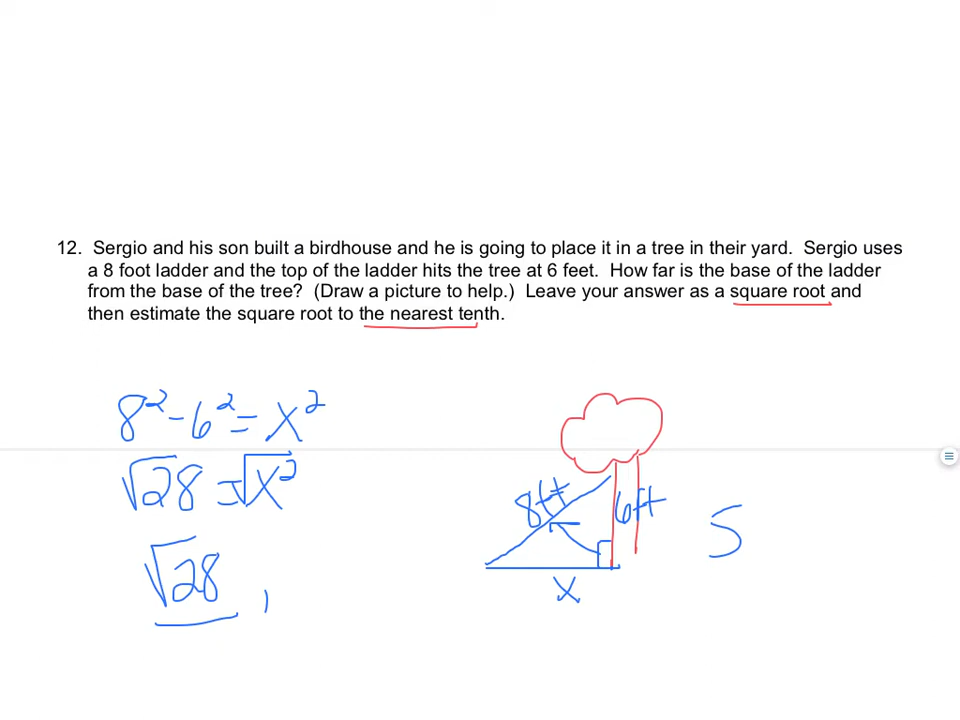 12. Sergio and his son built a birdhouse and he is going to place it in a tree in their yard. Sergio uses
a 8 foot ladder and the top of the ladder hits the tree at 6 feet. How far is the base of the ladder
from the base of the tree? (Draw a picture to help.) Leave your answer as a square root and
then estimate the square root to the nearest tenth.
8² - 6² = x²
√28 = √x²
√28 ,
8ft
6ft
x
5